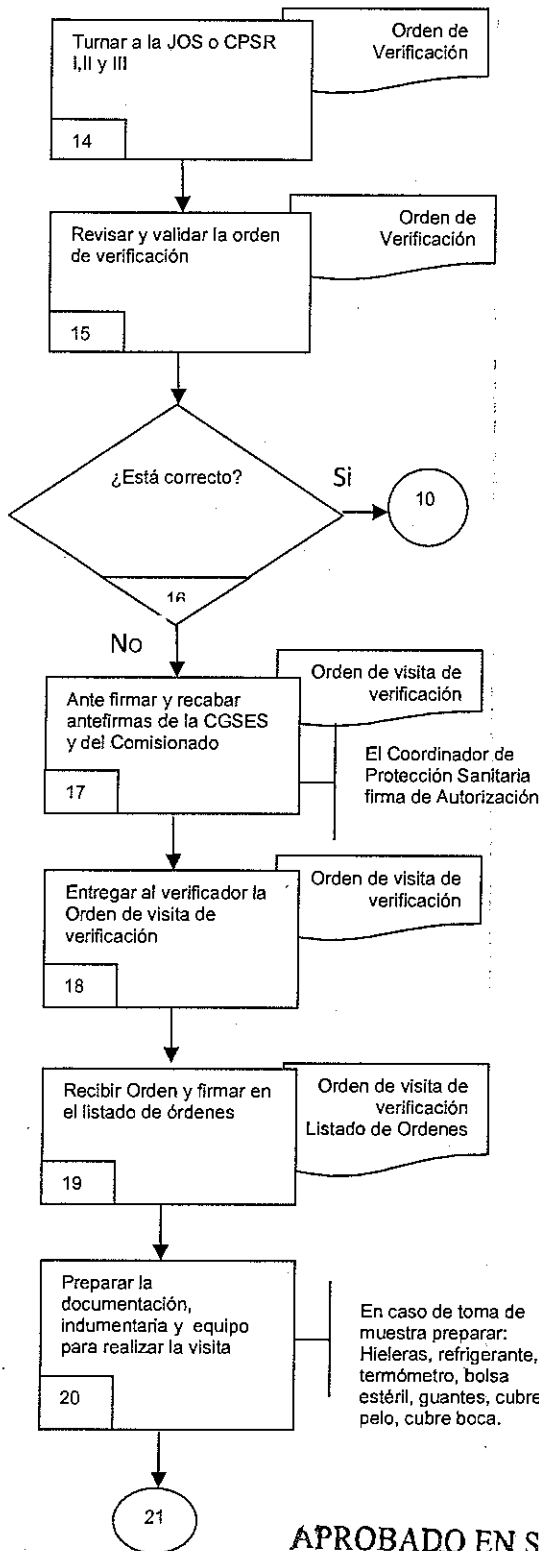 Turnar a la JOS o CPSR
I,II y III
14
Orden de
Verificación
Revisar y validar la orden
de verificación
15
Orden de
Verificación
¿Está correcto?
16
Si
10
No
Ante firmar y recabar
antefirmas de la CGSES
y del Comisionado
17
Orden de visita de
verificación
El Coordinador de
Protección Sanitaria
firma de Autorización
Entregar al verificador la
Orden de visita de
verificación
18
Orden de visita de
verificación
Recibir Orden y firmar en
el listado de órdenes
19
Orden de visita de
verificación
Listado de Ordenes
Preparar la
documentación,
indumentaria y equipo
para realizar la visita
20
En caso de toma de
muestra preparar:
Hieleras, refrigerante,
termómetro, bolsa
estéril, guantes, cubre
pelo, cubre boca.
21
APROBADO EN S